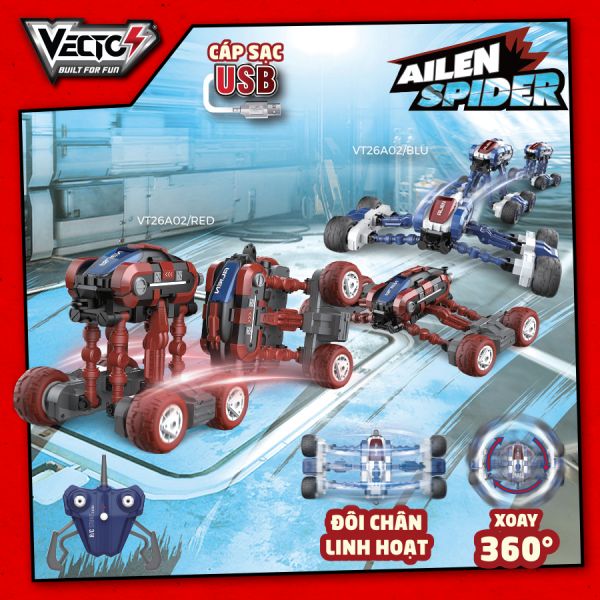 VECTO
BUILT FOR FUN
CÁP SẠC
USB
AILEN
SPIDER
VT26A02/BLU
VT26A02/RED
AILEN
ĐÔI CHÂN
LINH HOẠT
XOAY
360°